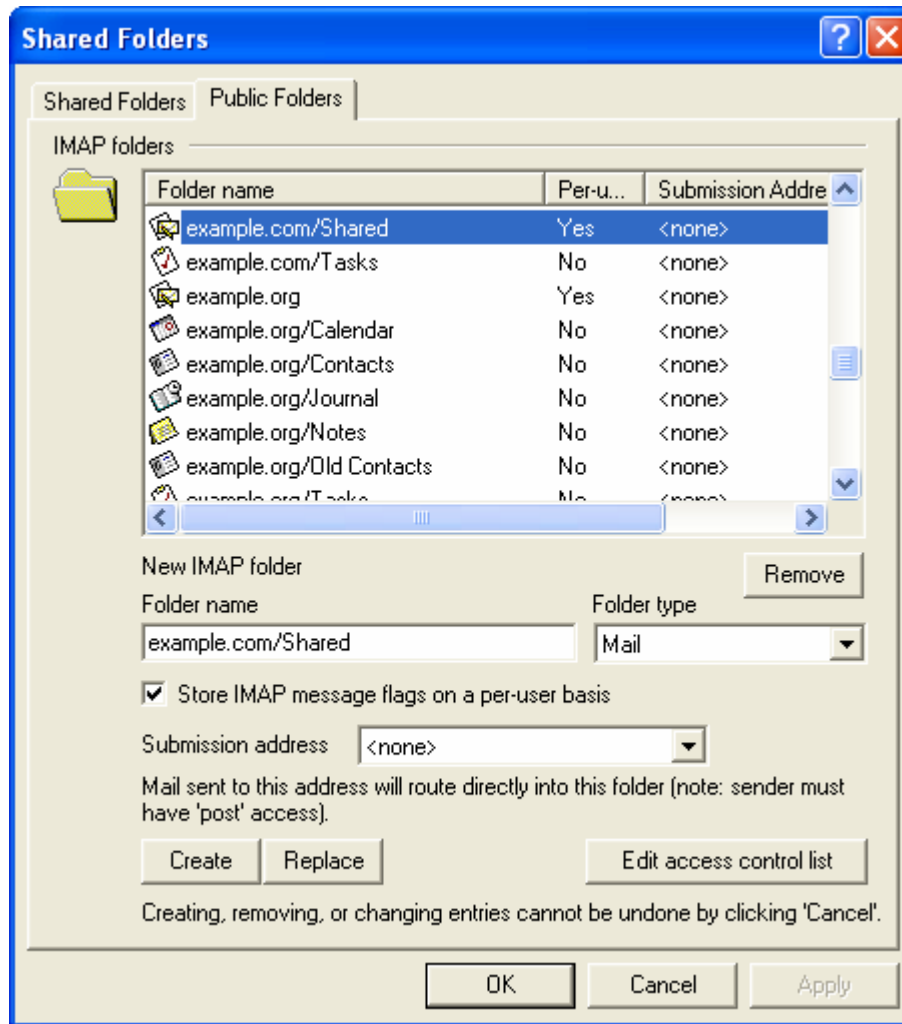 Shared Folders
Shared Folders Public Folders
IMAP folders
Folder name Per-u... Submission Addre
example.com/Shared Yes <none>
example.com/Tasks No <none>
example.org Yes <none>
example.org/Calendar No <none>
example.org/Contacts No <none>
example.org/Journal No <none>
example.org/Notes No <none>
example.org/Old Contacts No <none>
example.org/Tasks No <none>
New IMAP folder
Remove
Folder name Folder type
example.com/Shared Mail
Store IMAP message flags on a per-user basis
Submission address <none>
Mail sent to this address will route directly into this folder (note: sender must
have 'post' access).
Create Replace Edit access control list
Creating, removing, or changing entries cannot be undone by clicking 'Cancel'.
OK Cancel Apply